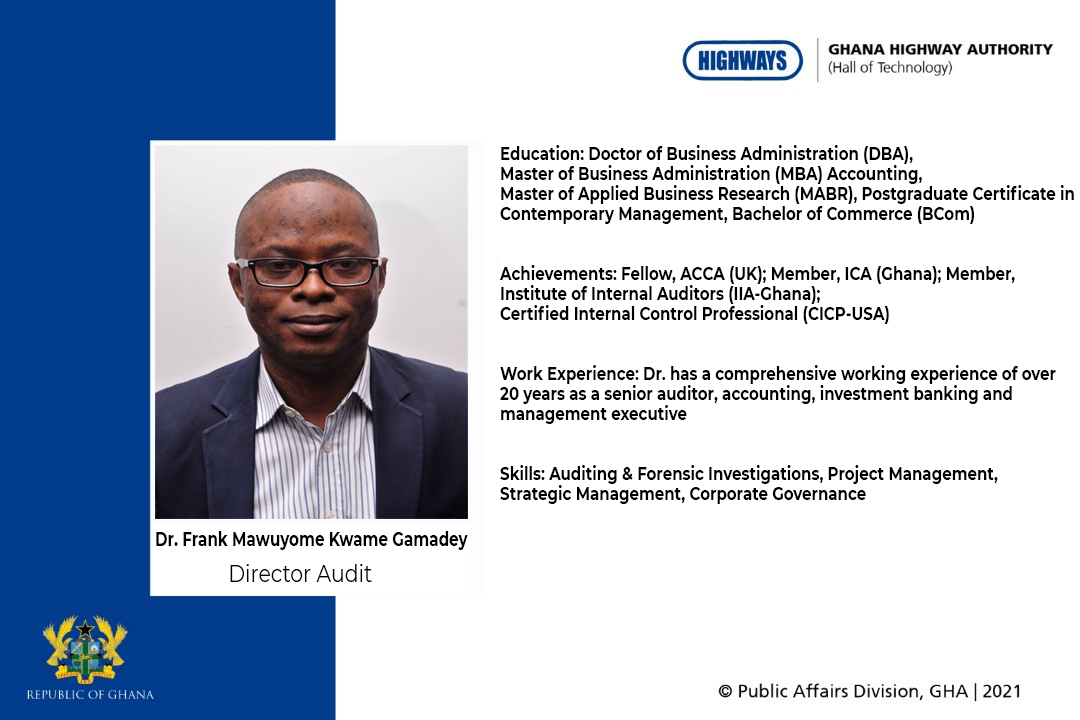 HIGHWAYS
GHANA HIGHWAY AUTHORITY
(Hall of Technology)
Education: Doctor of Business Administration (DBA),
Master of Business Administration (MBA) Accounting,
Master of Applied Business Research (MABR), Postgraduate Certificate in
Contemporary Management, Bachelor of Commerce (BCom)
Achievements: Fellow, ACCA (UK); Member, ICA (Ghana); Member,
Institute of Internal Auditors (IIA-Ghana);
Certified Internal Control Professional (CICP-USA)
Work Experience: Dr. has a comprehensive working experience of over
20 years as a senior auditor, accounting, investment banking and
management executive
Skills: Auditing & Forensic Investigations, Project Management,
Strategic Management, Corporate Governance
Dr. Frank Mawuyome Kwame Gamadey
Director Audit
REPUBLIC OF GHANA
© Public Affairs Division, GHA | 2021